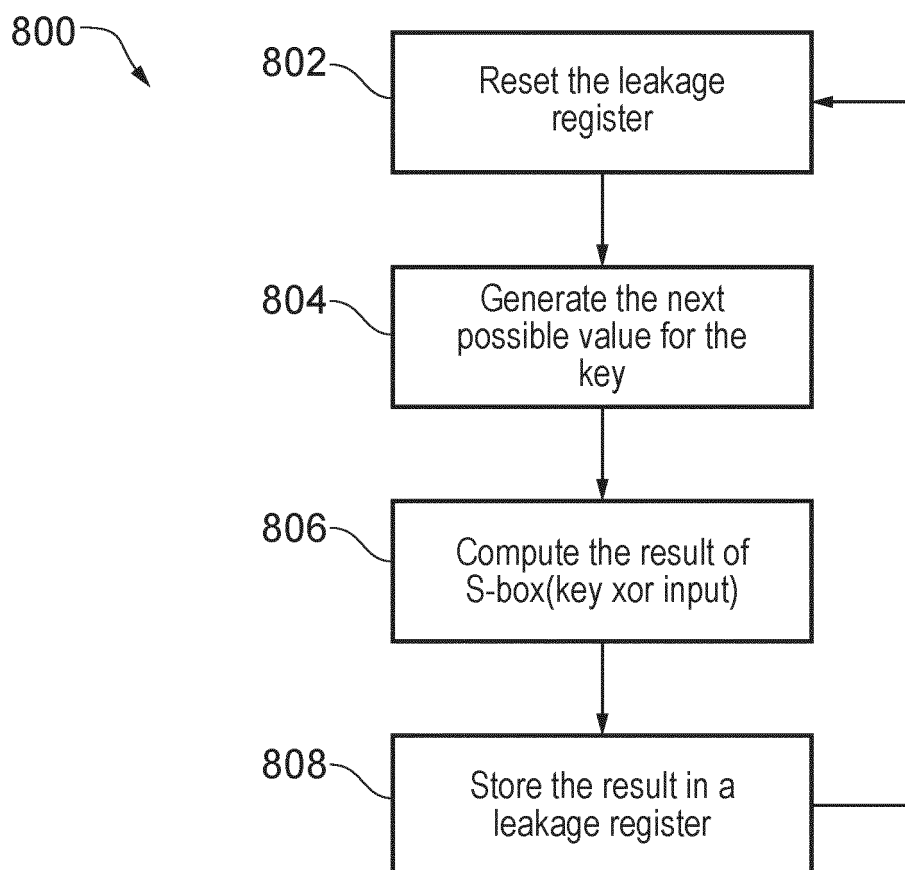 800
802
Reset the leakage
register
804
Generate the next
possible value for the
key
806
Compute the result of
S-box(key xor input)
808
Store the result in a
leakage register